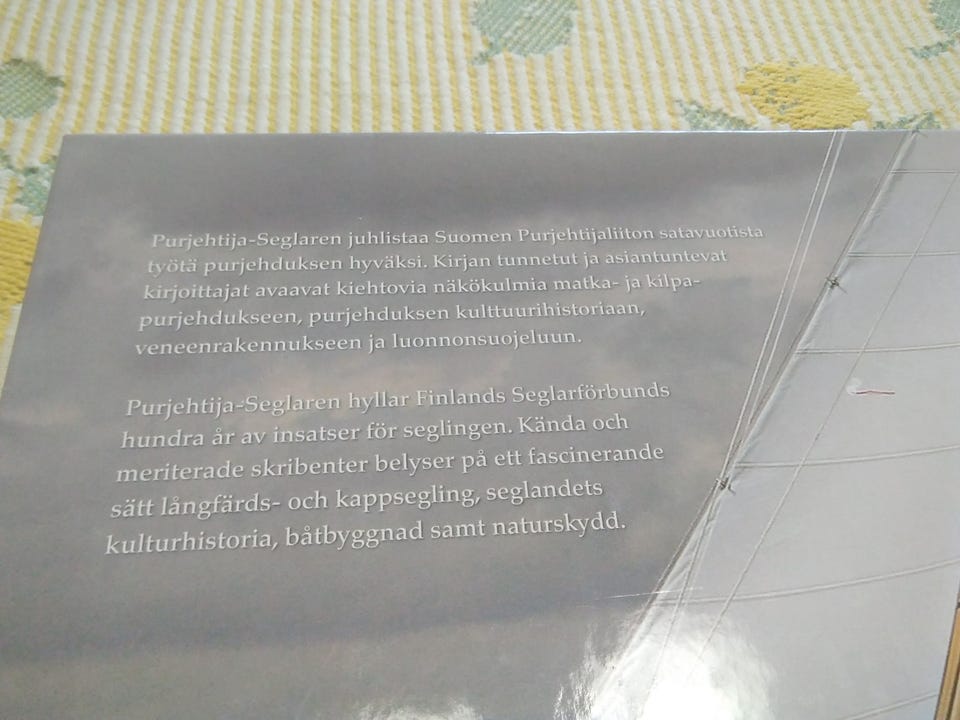 Purjehtija-Seglaren juhlistaa Suomen Purjehtijaliiton satavuotista
työtä purjehduksen hyväksi. Kirjan tunnetut ja asiantuntevat
kirjoittajat avaavat kiehtovia näkökulmia matka- ja kilpa-
purjehdukseen, purjehduksen kulttuurihistoriaan,
veneenrakennukseen ja luonnonsuojeluun.
Purjehtija-Seglaren hyllar Finlands Seglarförbunds
hundra år av insatser för seglingen. Kända och
meriterade skribenter belyser på ett fascinerande
sätt långfärds- och kappsegling, seglandets
kulturhistoria, båtbyggnad samt naturskydd.